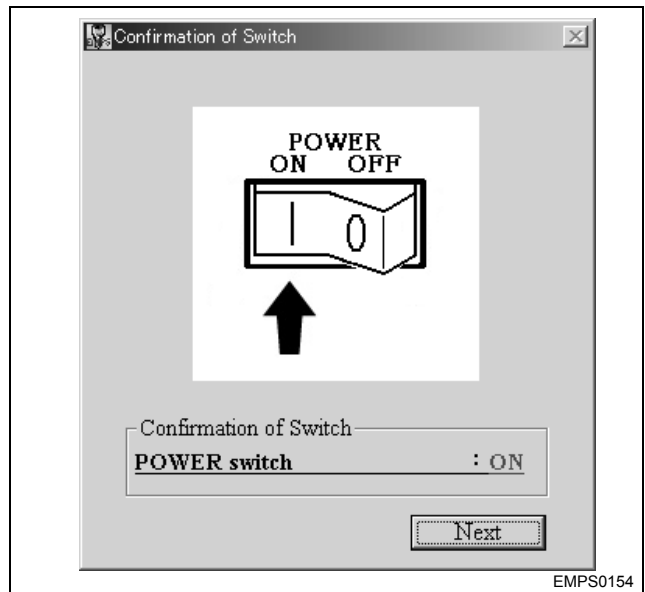 Confirmation of Switch
POWER
ON OFF
| 0
Confirmation of Switch
POWER switch : ON
Next
EMPS0154